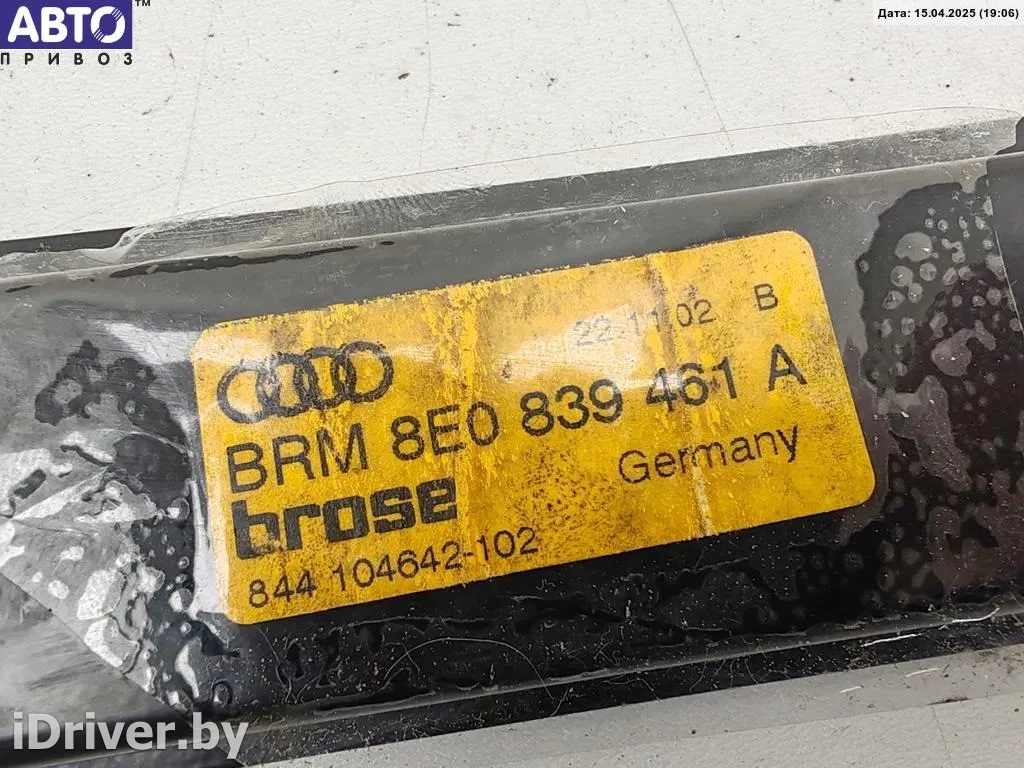 АВТО™
ПРИВОЗ
Дата: 15.04.2025 (19:06)
22.11.02 B
BRM 8E0 839 461 A
brose Germany
844 104642-102
iDriver.by